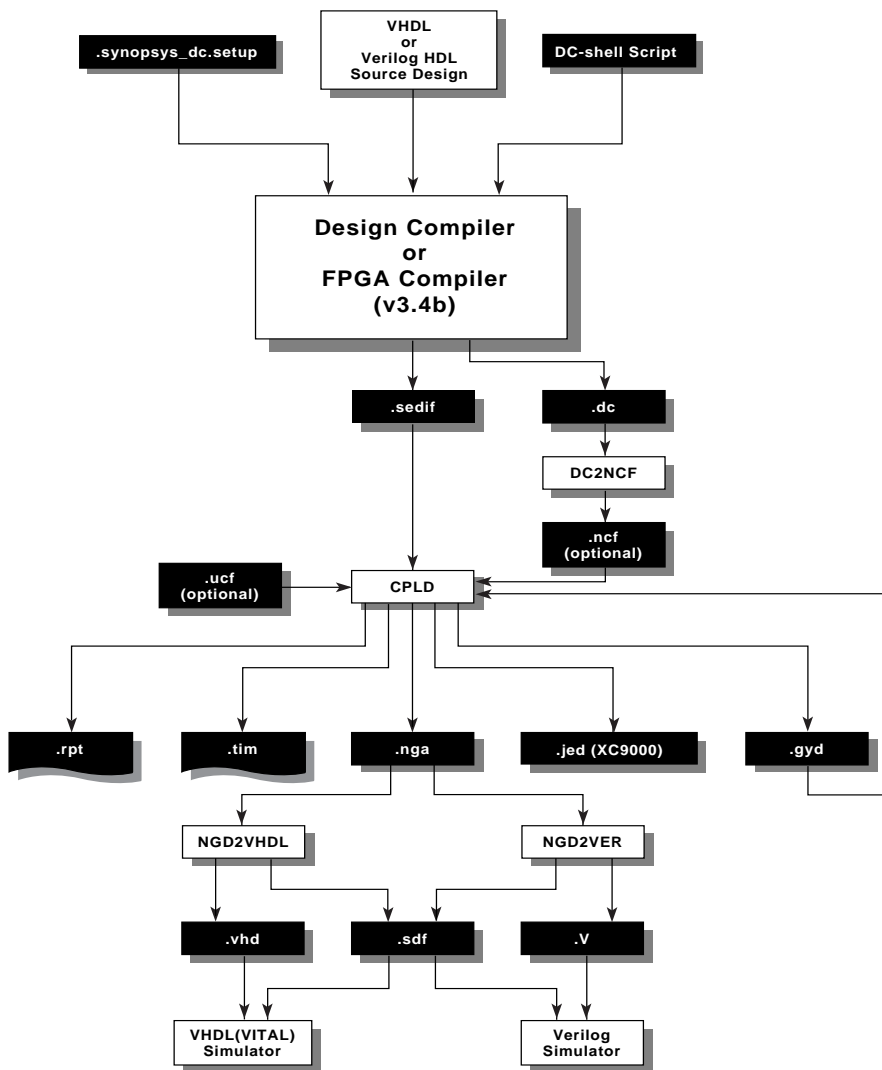 .synopsys_dc.setup
VHDL
or
Verilog HDL
Source Design
DC-shell Script
Design Compiler
or
FPGA Compiler
(v3.4b)
.sedif
.dc
DC2NCF
.ncf
(optional)
.ucf
(optional)
CPLD
.rpt
.tim
.nga
.jed (XC9000)
.gyd
NGD2VHDL
NGD2VER
.vhd
.sdf
.V
VHDL(VITAL)
Simulator
Verilog
Simulator